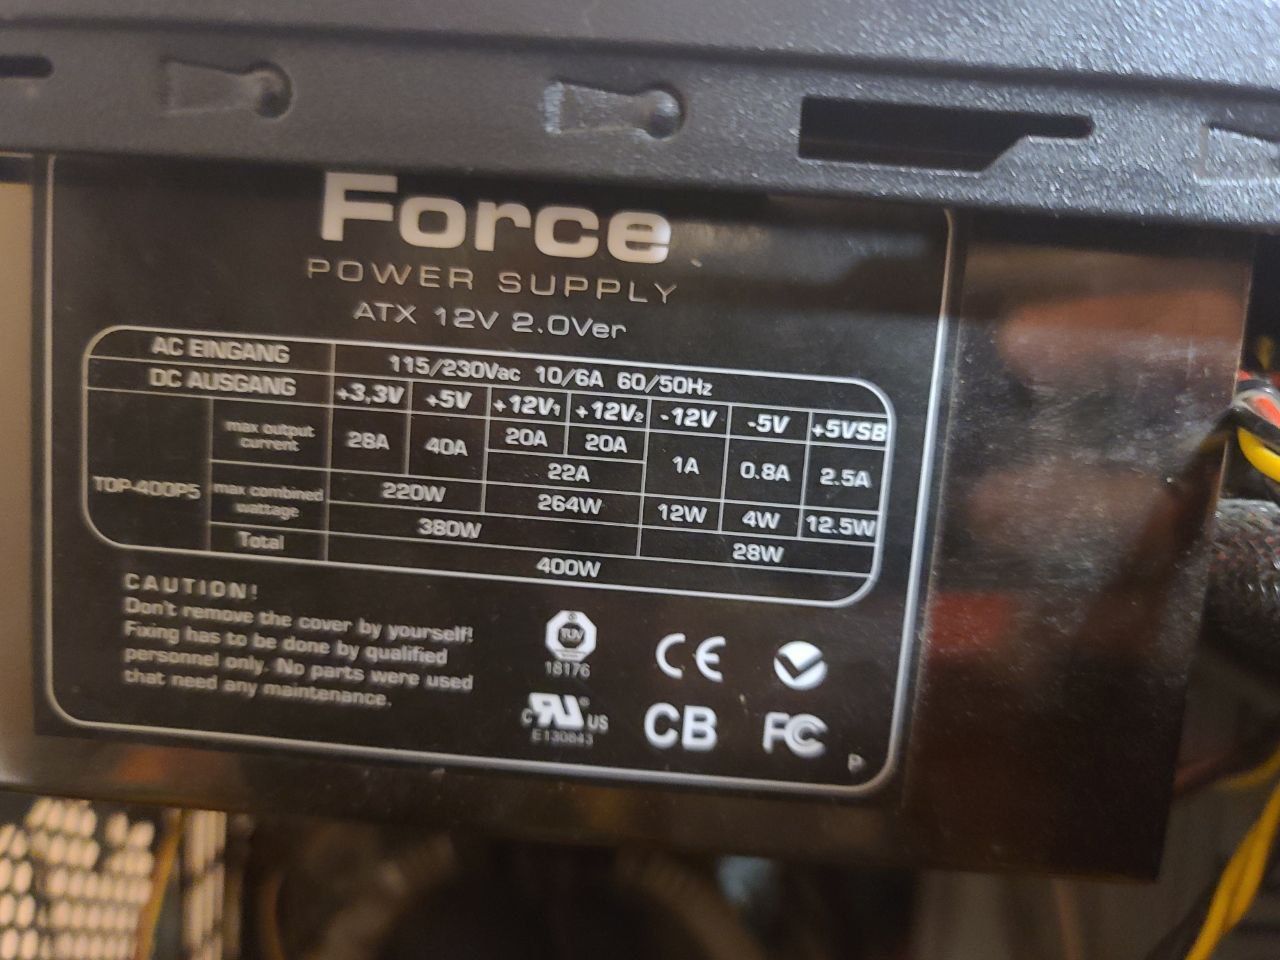 Force
POWER SUPPLY
ATX 12V 2.0Ver
AC EINGANG 115/230Vac 10/6A 60/50Hz
DC AUSGANG +3,3V +5V +12V1 +12V2 -12V -5V +5VSB
TOP-400P5 max output current 28A 40A 20A 20A 1A 0.8A 2.5A
22A
max combined wattage 220W 264W 12W 4W 12.5W
380W 28W
Total 400W
CAUTION!
Don't remove the cover by yourself!
Fixing has to be done by qualified
personnel only. No parts were used
that need any maintenance.
TÜV
18176
CE
C RU US
E130843
CB
FC
P